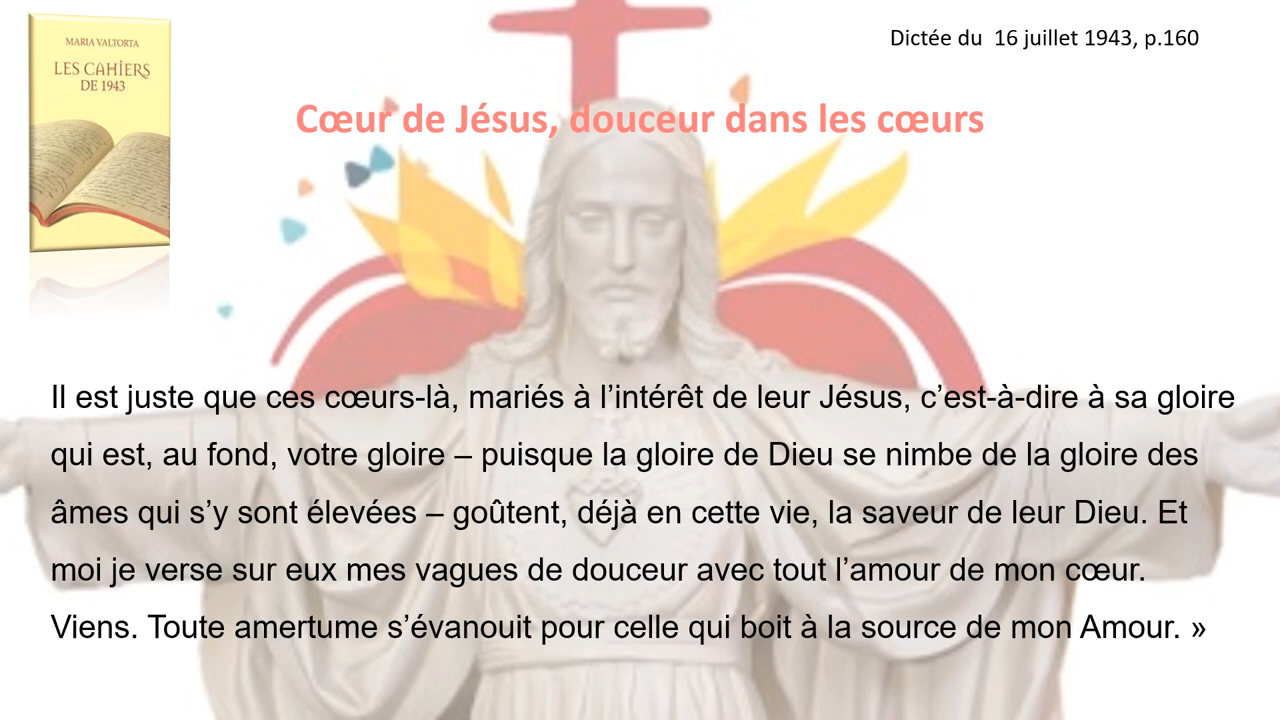 MARIA VALTORTA
LES CAHIERS
DE 1943
Dictée du 16 juillet 1943, p.160
Cœur de Jésus, douceur dans les cœurs
Il est juste que ces cœurs-là, mariés à l’intérêt de leur Jésus, c’est-à-dire à sa gloire
qui est, au fond, votre gloire – puisque la gloire de Dieu se nimbe de la gloire des
âmes qui s’y sont élevées – goûtent, déjà en cette vie, la saveur de leur Dieu. Et
moi je verse sur eux mes vagues de douceur avec tout l’amour de mon cœur.
Viens. Toute amertume s’évanouit pour celle qui boit à la source de mon Amour. »